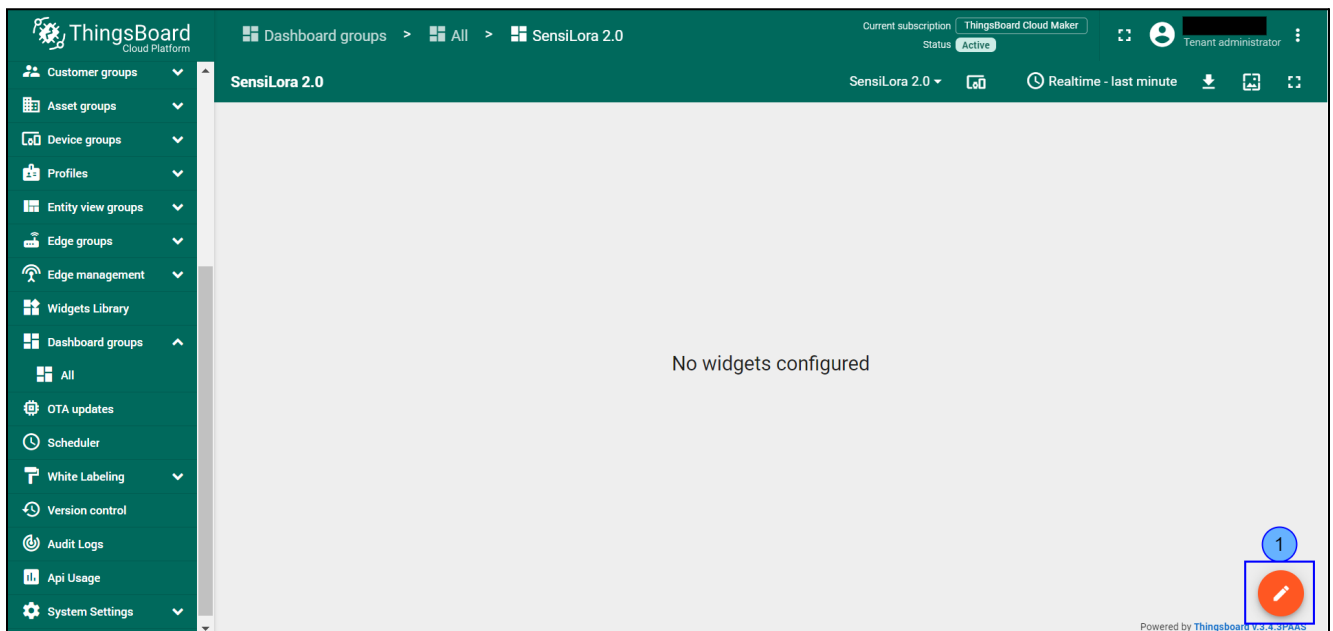 ThingsBoard
Cloud Platform
Dashboard groups > All > SensiLora 2.0
Current subscription ThingsBoard Cloud Maker
Status Active
Tenant administrator
Customer groups
Asset groups
Device groups
Profiles
Entity view groups
Edge groups
Edge management
Widgets Library
Dashboard groups
All
OTA updates
Scheduler
White Labeling
Version control
Audit Logs
Api Usage
System Settings
SensiLora 2.0
SensiLora 2.0
Realtime - last minute
No widgets configured
1
Powered by Thingsboard v.3.4.3PAAS